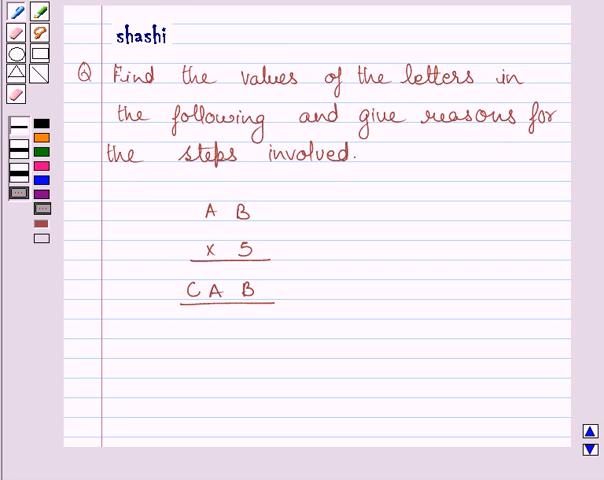 shashi
Q Find the values of the letters in
the following and give reasons for
the steps involved.
A B
x 5
C A B